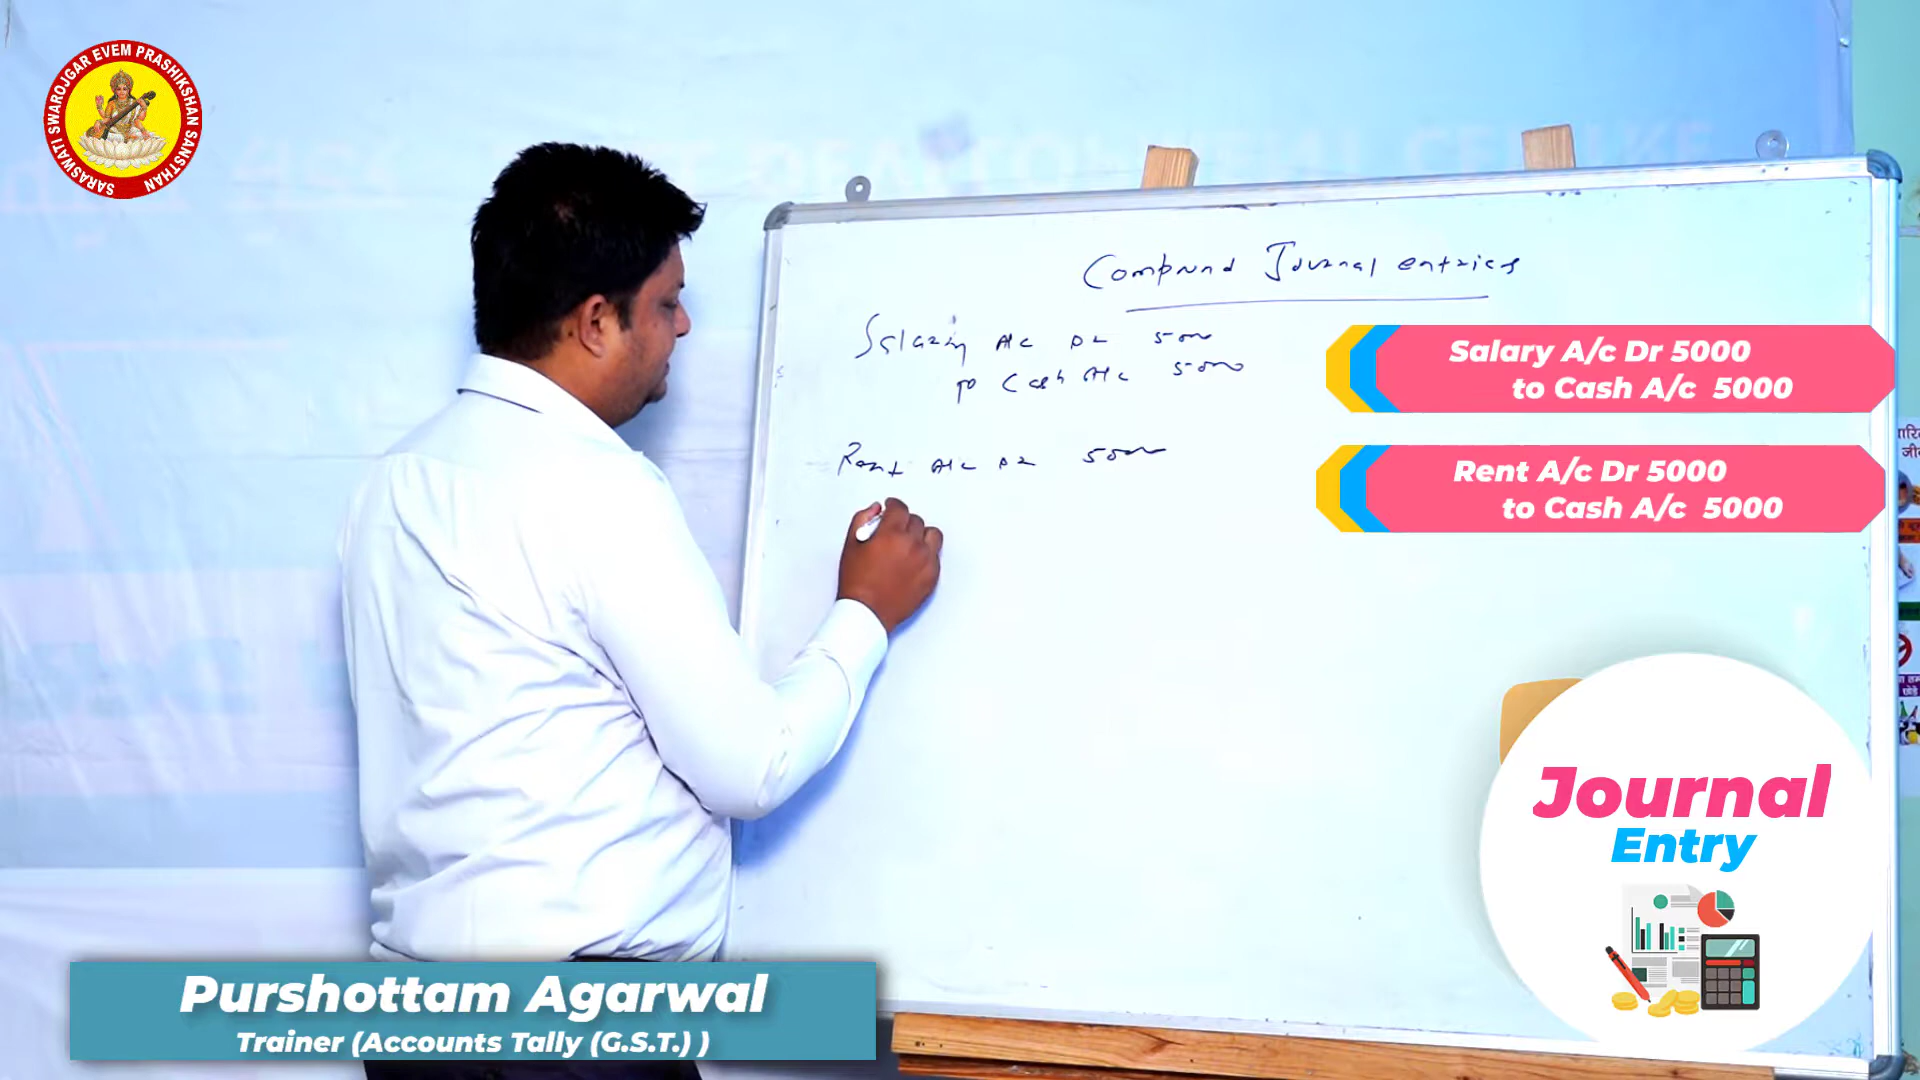 SARASWATI SWAROJGAR EVEM PRASHIKSHAN SANSTHAN
Compound Journal entries
Salary A/c Dr 5000
to Cash A/c 5000
Rent A/c Dr 5000
Salary A/c Dr 5000
to Cash A/c 5000
Rent A/c Dr 5000
to Cash A/c 5000
Journal
Entry
Purshottam Agarwal
Trainer (Accounts Tally (G.S.T.) )